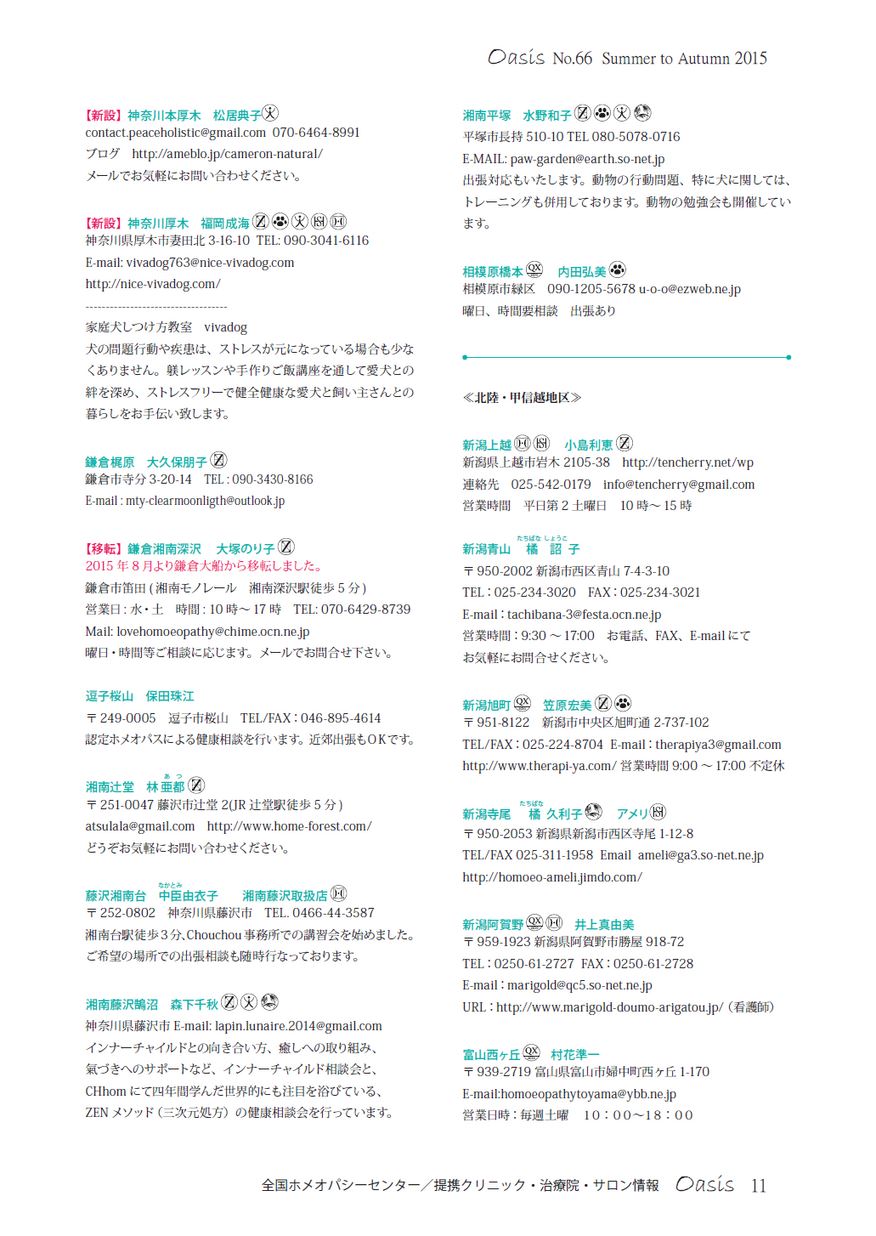 Oasis No.66 Summer to Autumn 2015
【新設】神奈川本厚木　松居典子
contact.peaceholistic@gmail.com 070-6464-8991
ブログ　http://ameblo.jp/cameron-natural/
メールでお気軽にお問い合わせください。
【新設】神奈川厚木　福岡成海
神奈川県厚木市妻田北 3-16-10 TEL: 090-3041-6116
E-mail: vivadog763@nice-vivadog.com
http://nice-vivadog.com/
-----------------------------------
家庭犬しつけ方教室　vivadog
犬の問題行動や疾患は、ストレスが元になっている場合も少な
くありません。躾レッスンや手作りご飯講座を通して愛犬との
絆を深め、ストレスフリーで健全健康な愛犬と飼い主さんとの
暮らしをお手伝い致します。
鎌倉梶原　大久保朋子
鎌倉市寺分 3-20-14　TEL : 090-3430-8166
E-mail : mty-clearmoonligth@outlook.jp
【移転】鎌倉湘南深沢　大塚のり子
2015 年 8 月より鎌倉大船から移転しました。
鎌倉市笛田 ( 湘南モノレール　湘南深沢駅徒歩 5 分 )
営業日 : 水・土　時間 : 10 時～ 17 時　TEL: 070-6429-8739
Mail: lovehomoeopathy@chime.ocn.ne.jp
曜日・時間等ご相談に応じます。メールでお問合せ下さい。
逗子桜山　保田珠江
〒 249-0005　逗子市桜山　TEL/FAX：046-895-4614
認定ホメオパスによる健康相談を行います。近郊出張もＯＫです。
あ つ
湘南辻堂　林 亜都
〒 251-0047 藤沢市辻堂 2(JR 辻堂駅徒歩 5 分 )
atsulala@gmail.com　http://www.home-forest.com/
どうぞお気軽にお問い合わせください。
なかとみ
藤沢湘南台　中臣由衣子　　湘南藤沢取扱店
〒 252-0802　神奈川県藤沢市　TEL. 0466-44-3587
湘南台駅徒歩３分、Chouchou 事務所での講習会を始めました。
ご希望の場所での出張相談も随時行なっております。
湘南藤沢鵠沼　森下千秋
神奈川県藤沢市 E-mail: lapin.lunaire.2014@gmail.com
インナーチャイルドとの向き合い方、癒しへの取り組み、
氣づきへのサポートなど、インナーチャイルド相談会と、
CHhom にて四年間学んだ世界的にも注目を浴びている、
ZEN メソッド（三次元処方）の健康相談会を行っています。
湘南平塚　水野和子
平塚市長持 510-10 TEL 080-5078-0716
E-MAIL: paw-garden@earth.so-net.jp
出張対応もいたします。動物の行動問題、特に犬に関しては、
トレーニングも併用しております。動物の勉強会も開催してい
ます。
相模原橋本 QX　内田弘美
相模原市緑区　090-1205-5678 u-o-o@ezweb.ne.jp
曜日、時間要相談　出張あり
≪北陸・甲信越地区≫
新潟上越　小島利恵
新潟県上越市岩木 2105-38　http://tencherry.net/wp
連絡先　025-542-0179　info@tencherry@gmail.com
営業時間　平日第 2 土曜日　10 時～ 15 時
たちばな しょうこ
新潟青山　橘　詔 子
〒 950-2002 新潟市西区青山 7-4-3-10
TEL：025-234-3020　FAX：025-234-3021
E-mail：tachibana-3@festa.ocn.ne.jp
営業時間：9:30 ～ 17:00　お電話、FAX、E-mail にて
お気軽にお問合せください。
新潟旭町 QX　笠原宏美
〒 951-8122　新潟市中央区旭町通 2-737-102
TEL/FAX：025-224-8704 E-mail：therapiya3@gmail.com
http://www.therapi-ya.com/ 営業時間 9:00 ～ 17:00 不定休
たちばな
新潟寺尾　橘 久利子　アメリ
〒 950-2053 新潟県新潟市西区寺尾 1-12-8
TEL/FAX 025-311-1958 Email ameli@ga3.so-net.ne.jp
http://homoeo-ameli.jimdo.com/
新潟阿賀野 QX　井上真由美
〒 959-1923 新潟県阿賀野市勝屋 918-72
TEL：0250-61-2727 FAX：0250-61-2728
E-mail：marigold@qc5.so-net.ne.jp
URL：http://www.marigold-doumo-arigatou.jp/（看護師）
富山西ヶ丘 QX　村花準一
〒 939-2719 富山県富山市婦中町西ヶ丘 1-170
E-mail:homoeopathytoyama@ybb.ne.jp
営業日時：毎週土曜　１０：００～１８：００
全国ホメオパシーセンター／提携クリニック・治療院・サロン情報　Oasis　11